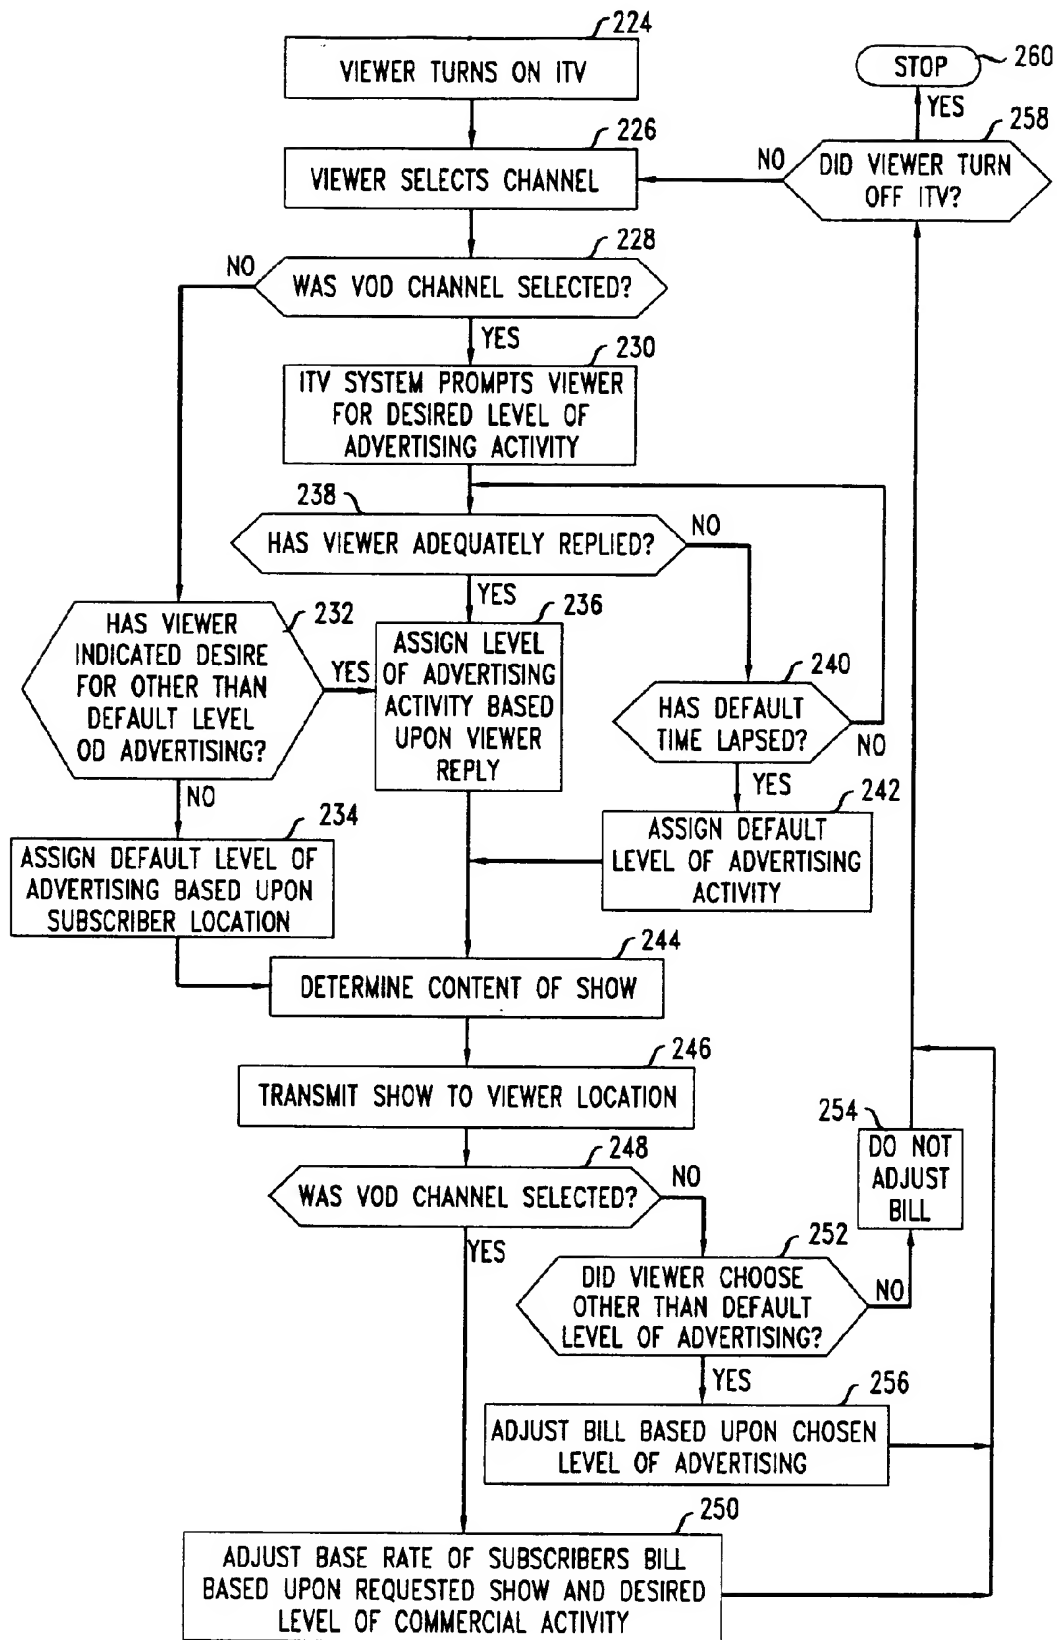 224
VIEWER TURNS ON ITV
STOP
260
YES
258
226
VIEWER SELECTS CHANNEL
NO
DID VIEWER TURN
OFF ITV?
228
NO
WAS VOD CHANNEL SELECTED?
YES
230
ITV SYSTEM PROMPTS VIEWER
FOR DESIRED LEVEL OF
ADVERTISING ACTIVITY
238
HAS VIEWER ADEQUATELY REPLIED?
NO
YES
232
HAS VIEWER
INDICATED DESIRE
FOR OTHER THAN
DEFAULT LEVEL
OD ADVERTISING?
YES
236
ASSIGN LEVEL
OF ADVERTISING
ACTIVITY BASED
UPON VIEWER
REPLY
240
HAS DEFAULT
TIME LAPSED?
NO
YES
NO
234
ASSIGN DEFAULT LEVEL OF
ADVERTISING BASED UPON
SUBSCRIBER LOCATION
242
ASSIGN DEFAULT
LEVEL OF ADVERTISING
ACTIVITY
244
DETERMINE CONTENT OF SHOW
246
TRANSMIT SHOW TO VIEWER LOCATION
248
WAS VOD CHANNEL SELECTED?
NO
YES
254
DO NOT
ADJUST
BILL
252
DID VIEWER CHOOSE
OTHER THAN DEFAULT
LEVEL OF ADVERTISING?
NO
YES
256
ADJUST BILL BASED UPON CHOSEN
LEVEL OF ADVERTISING
250
ADJUST BASE RATE OF SUBSCRIBERS BILL
BASED UPON REQUESTED SHOW AND DESIRED
LEVEL OF COMMERCIAL ACTIVITY